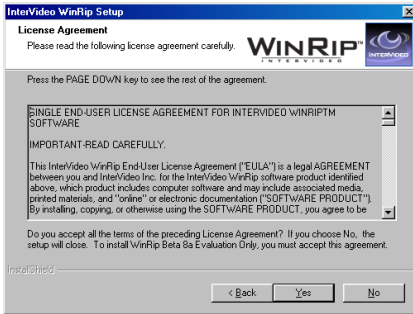 InterVideo WinRip Setup
License Agreement
Please read the following license agreement carefully.
WINRIP™
INTERVIDEO
INTERVIDEO
Press the PAGE DOWN key to see the rest of the agreement.
SINGLE END-USER LICENSE AGREEMENT FOR INTERVIDEO WINRIPTM
SOFTWARE
IMPORTANT-READ CAREFULLY.
This InterVideo WinRip End-User License Agreement ("EULA") is a legal AGREEMENT
between you and InterVideo Inc. for the InterVideo WinRip software product identified
above, which product includes computer software and may include associated media,
printed materials, and "online" or electronic documentation ("SOFTWARE PRODUCT").
By installing, copying, or otherwise using the SOFTWARE PRODUCT, you agree to be
Do you accept all the terms of the preceding License Agreement? If you choose No, the
setup will close. To install WinRip Beta 8a Evaluation Only, you must accept this agreement.
InstallShield
< Back Yes No